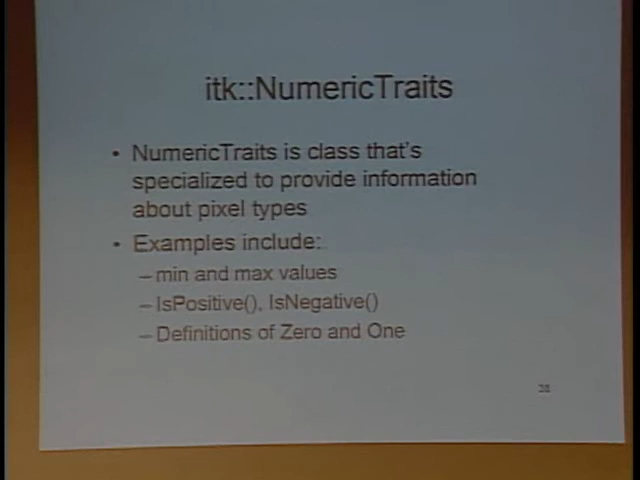 itk::NumericTraits
• NumericTraits is class that's
specialized to provide information
about pixel types
• Examples include:
– min and max values
– IsPositive(), IsNegative()
– Definitions of Zero and One